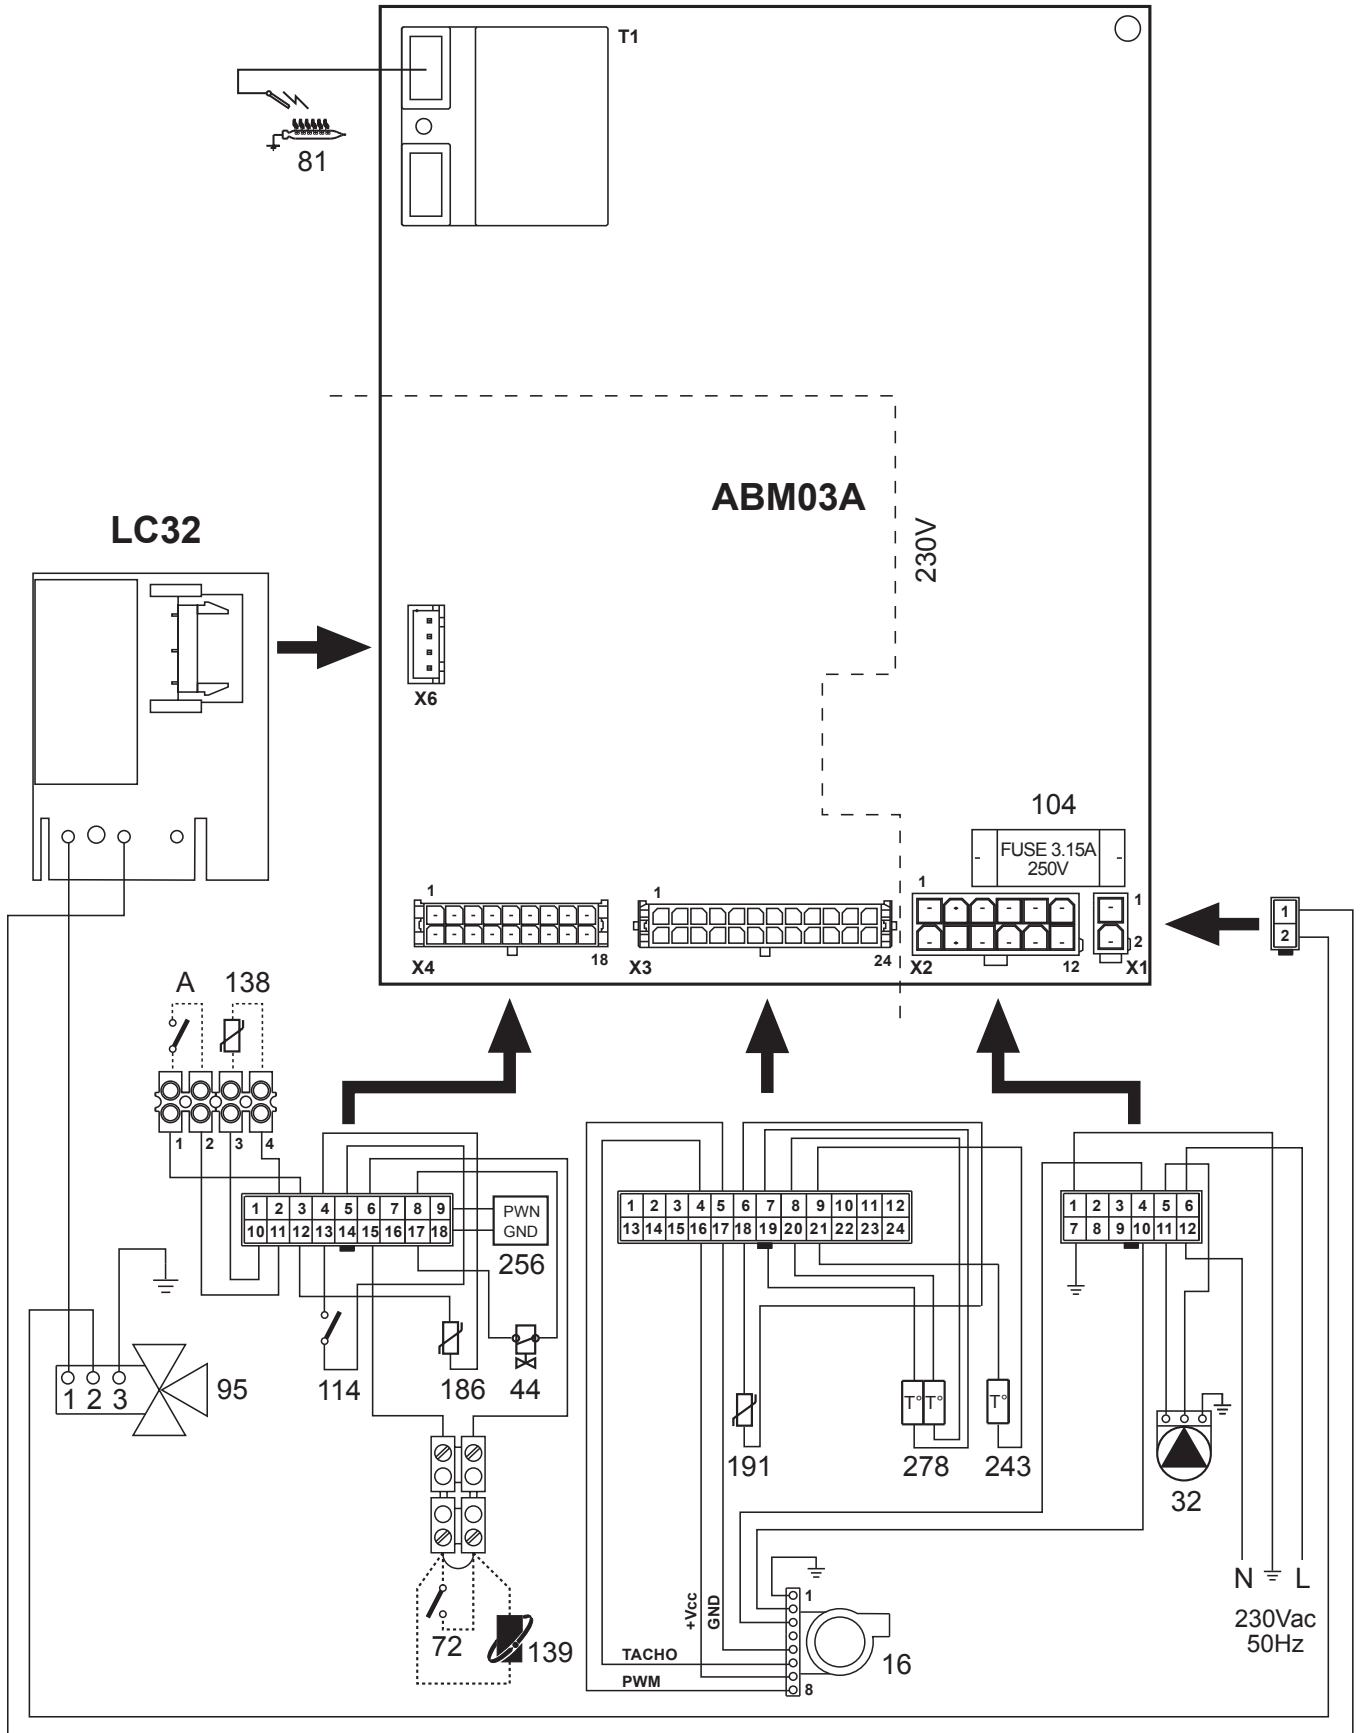 T1
81
ABM03A
230V
LC32
X6
104
FUSE 3.15A
250V
1
18
X4
1
24
X3
1
12
X2
1
2
X1
1
2
A 138
1 2 3 4
1 2 3 4 5 6 7 8 9
10 11 12 13 14 15 16 17 18
PWN
GND
256
1 2 3 4 5 6 7 8 9 10 11 12
13 14 15 16 17 18 19 20 21 22 23 24
1 2 3 4 5 6
7 8 9 10 11 12
1 2 3
95
114
186
44
191
278
T° T°
243
T°
32
N L
230Vac
50Hz
72
139
+Vcc
GND
TACHO
PWM
1
8
16